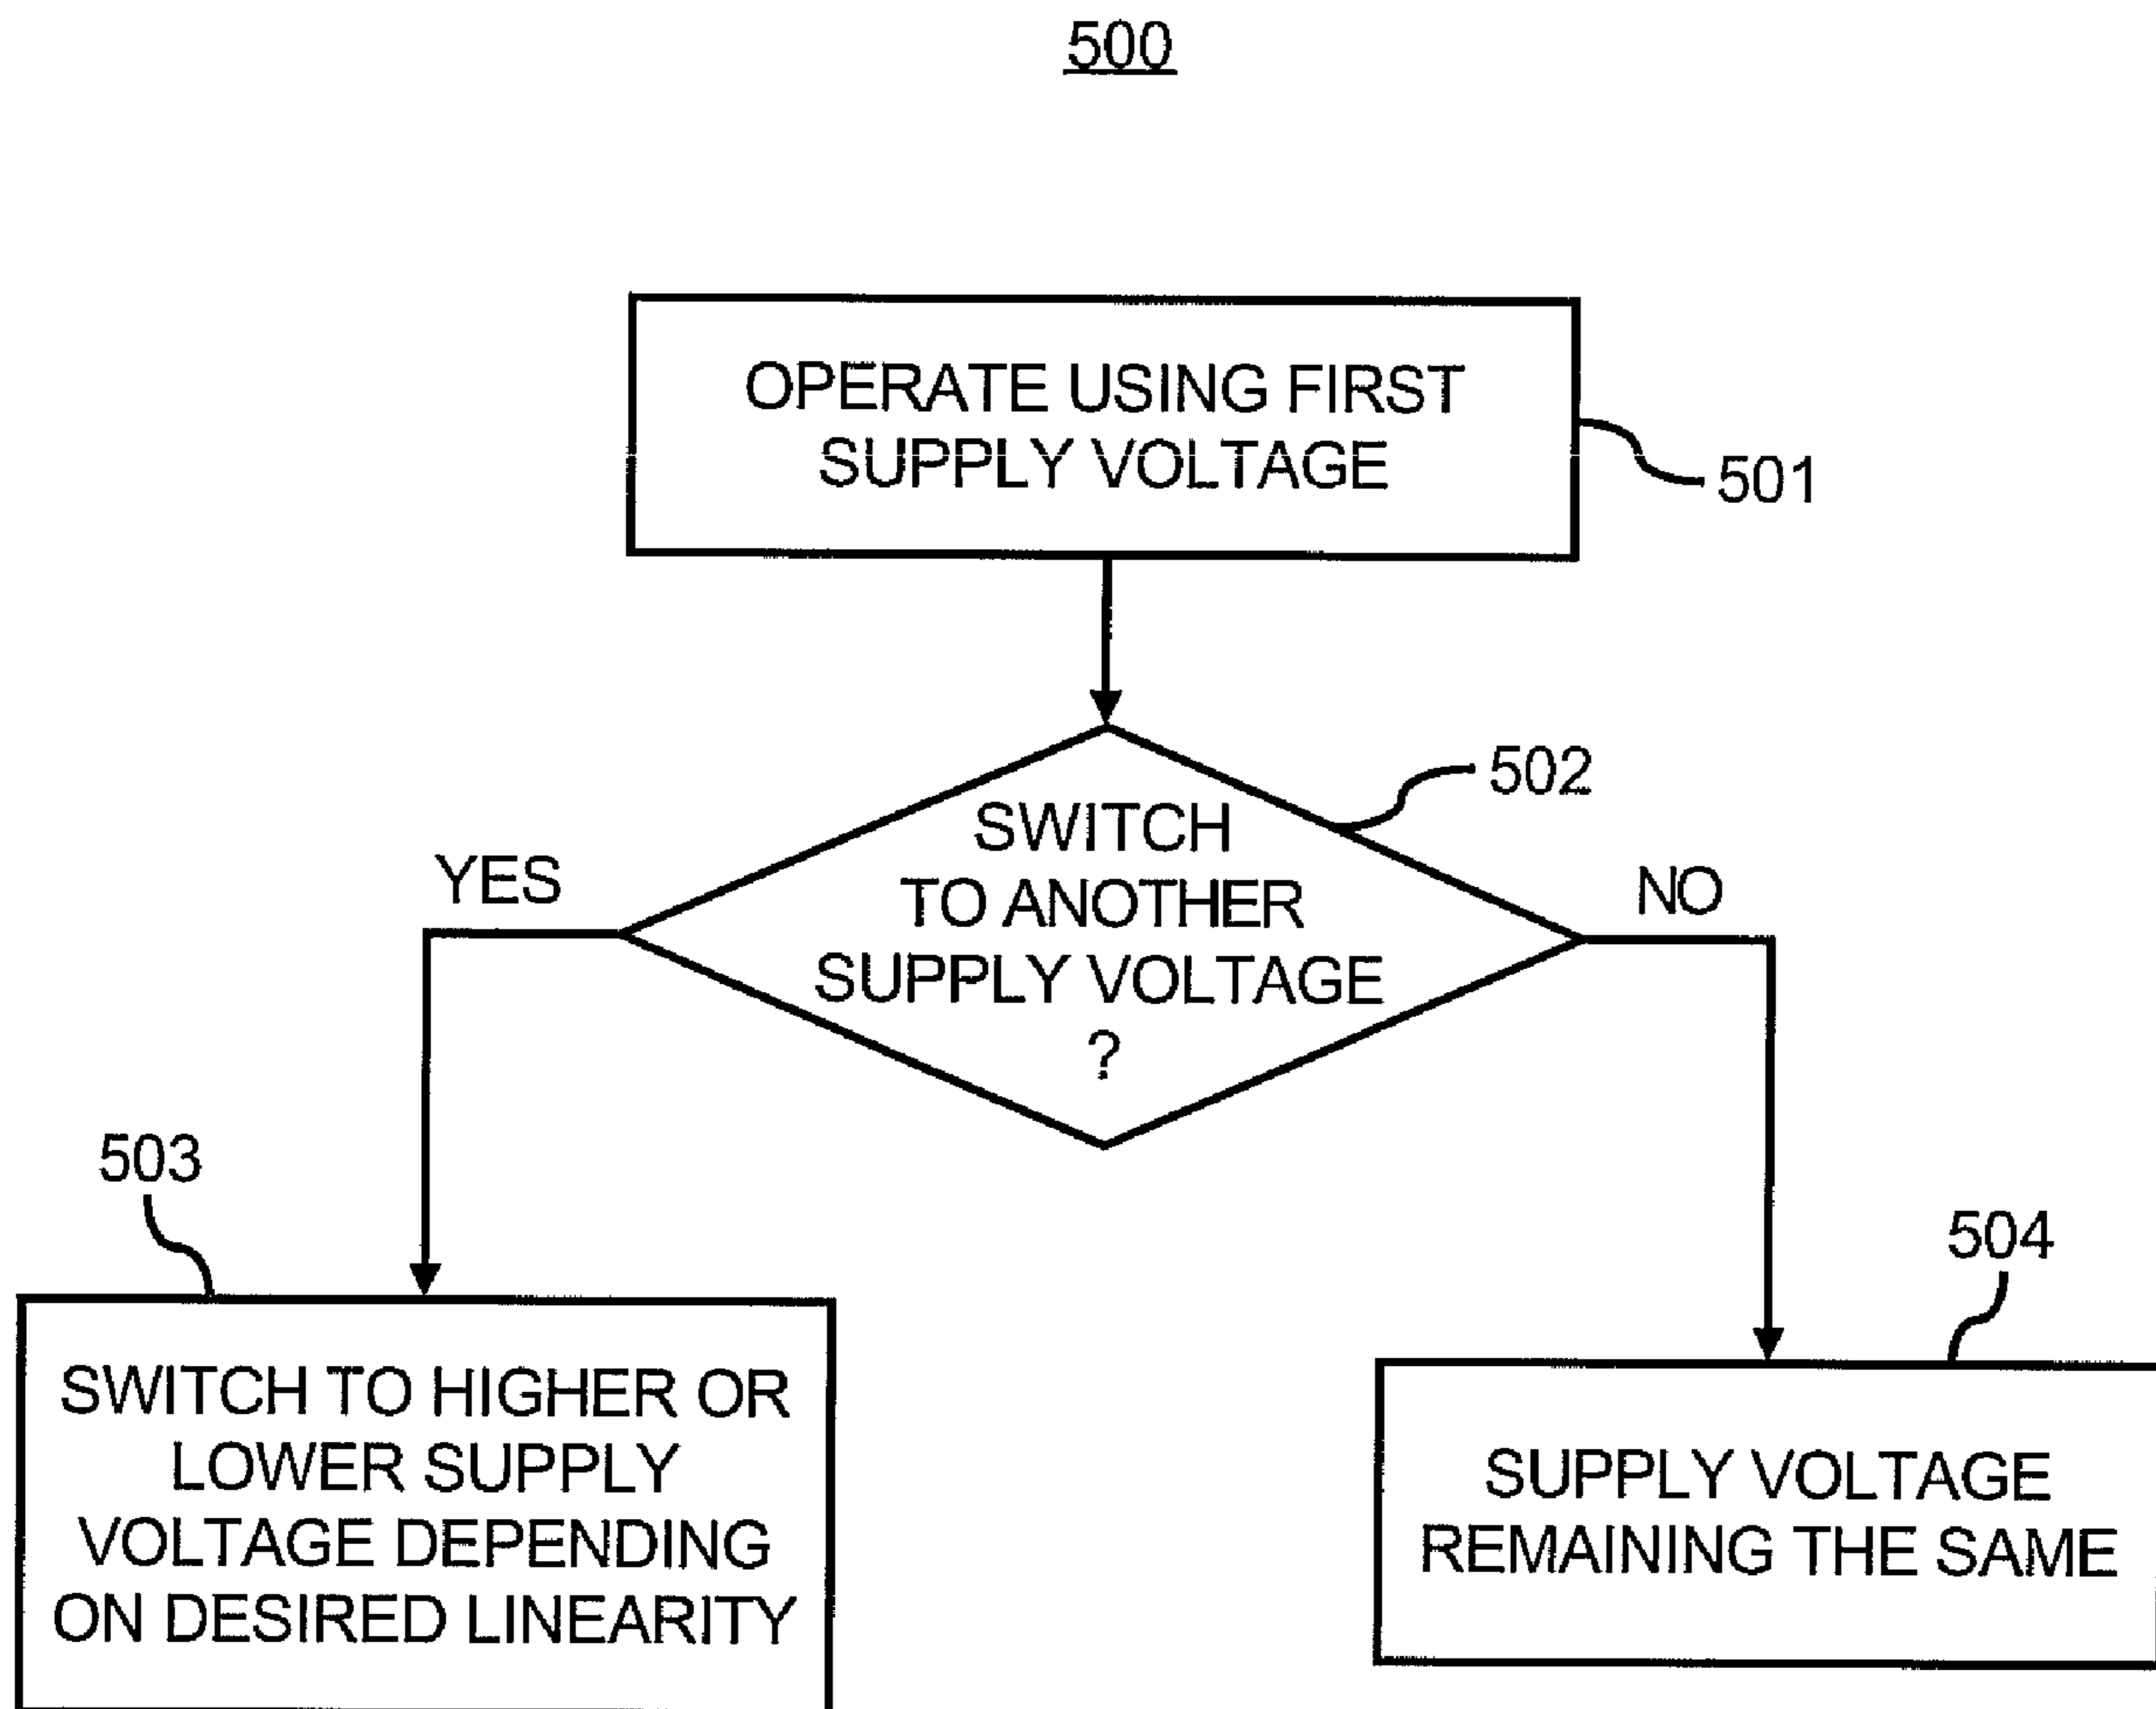 500
OPERATE USING FIRST
SUPPLY VOLTAGE
501
502
SWITCH
TO ANOTHER
SUPPLY VOLTAGE
?
YES
NO
503
SWITCH TO HIGHER OR
LOWER SUPPLY
VOLTAGE DEPENDING
ON DESIRED LINEARITY
504
SUPPLY VOLTAGE
REMAINING THE SAME